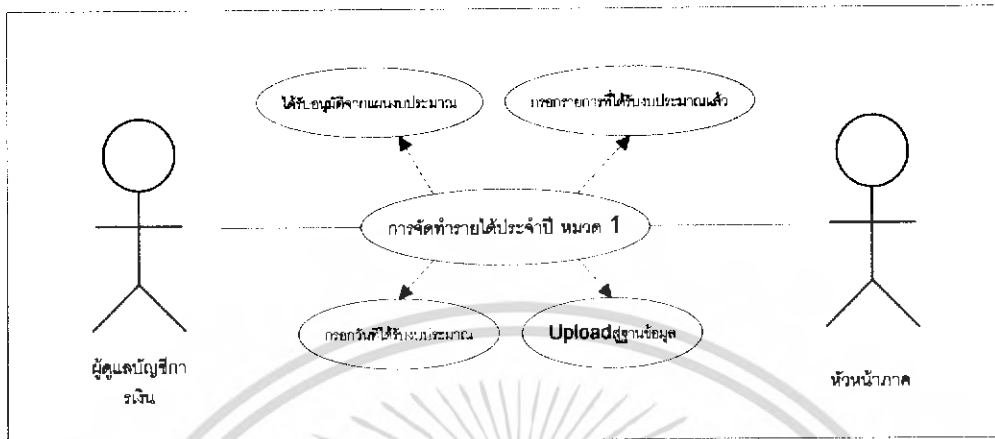 ได้รับอนุมัติจากแผนงบประมาณ
กรอกรายการที่ได้รับงบประมาณแล้ว
การจัดทำรายได้ประจำปี หมวด 1
กรอกวันที่ได้รับงบประมาณ
Uploadสู่ฐานข้อมูล
ผู้ดูแลบัญชีกา
รเงิน
หัวหน้าภาค